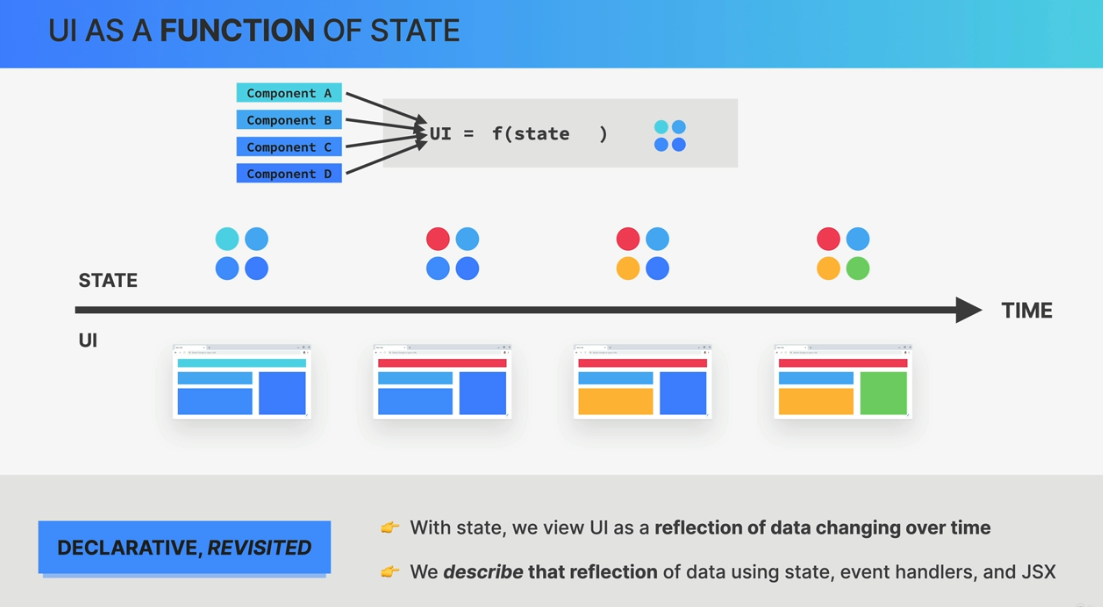 UI AS A FUNCTION OF STATE
Component A
Component B
Component C
Component D
UI = f(state )
STATE
TIME
UI
DECLARATIVE, REVISITED
👉 With state, we view UI as a reflection of data changing over time
👉 We describe that reflection of data using state, event handlers, and JSX